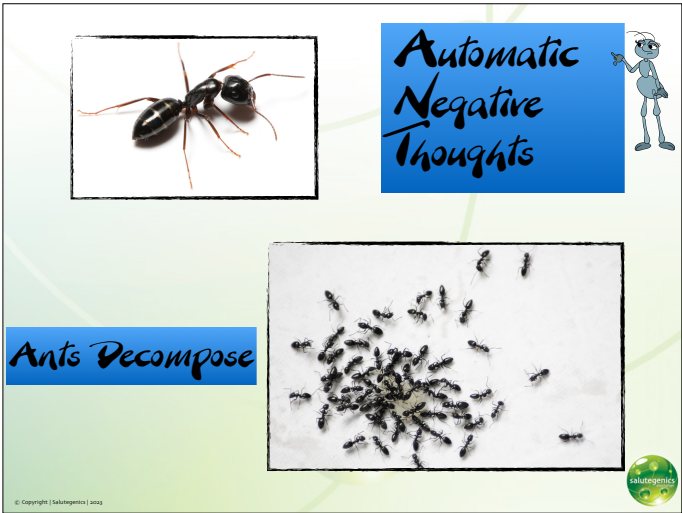 Automatic
Negative
Thoughts
Ants Decompose
salutegenics
© Copyright | Salutegenics | 2023